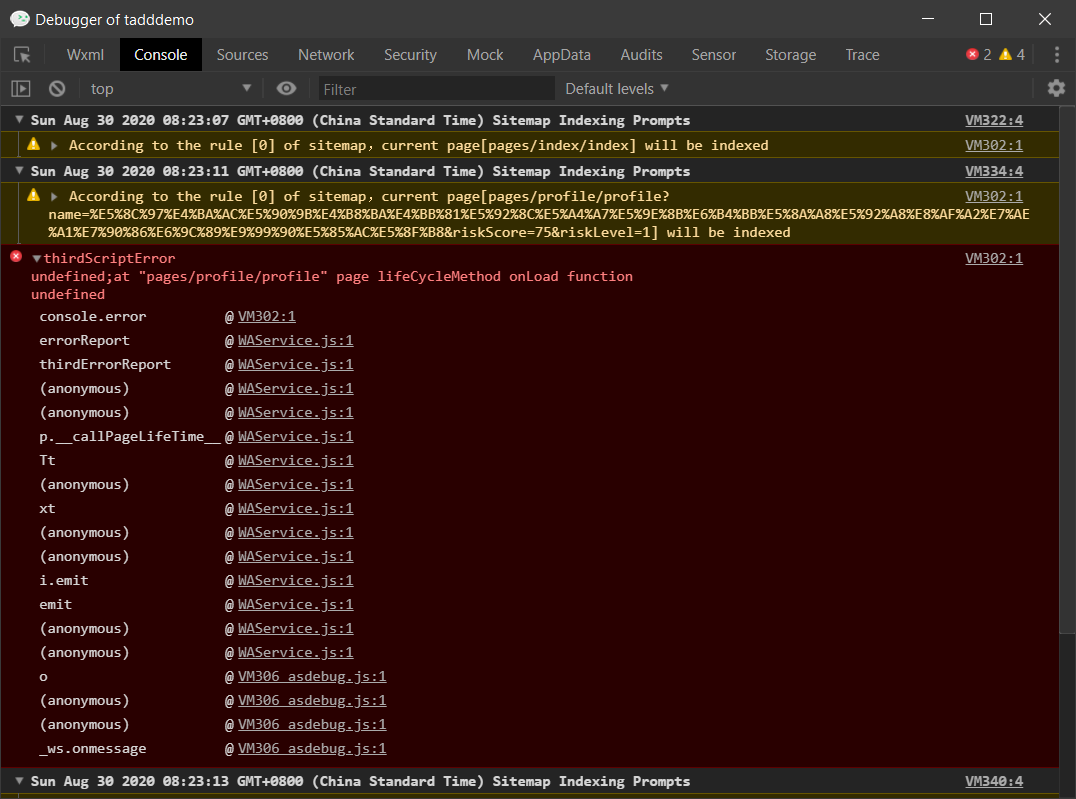 Debugger of tadddemo
Wxml Console Sources Network Security Mock AppData Audits Sensor Storage Trace 2 4
top Filter Default levels
Sun Aug 30 2020 08:23:07 GMT+0800 (China Standard Time) Sitemap Indexing Prompts VM322:4
According to the rule [0] of sitemap，current page[pages/index/index] will be indexed VM302:1
Sun Aug 30 2020 08:23:11 GMT+0800 (China Standard Time) Sitemap Indexing Prompts VM334:4
According to the rule [0] of sitemap，current page[pages/profile/profile? VM302:1
name=%E5%8C%97%E4%BA%AC%E5%90%9B%E4%B8%BA%E4%BB%81%E5%92%8C%E5%A4%A7%E5%9E%8B%E6%B4%BB%E5%8A%A8%E5%92%A8%E8%AF%A2%E7%AE
%A1%E7%90%86%E6%9C%89%E9%99%90%E5%85%AC%E5%8F%B8&riskScore=75&riskLevel=1] will be indexed
thirdScriptError VM302:1
undefined;at "pages/profile/profile" page lifeCycleMethod onLoad function
undefined
console.error @ VM302:1
errorReport @ WAService.js:1
thirdErrorReport @ WAService.js:1
(anonymous) @ WAService.js:1
(anonymous) @ WAService.js:1
p.__callPageLifeTime__ @ WAService.js:1
Tt @ WAService.js:1
(anonymous) @ WAService.js:1
xt @ WAService.js:1
(anonymous) @ WAService.js:1
(anonymous) @ WAService.js:1
i.emit @ WAService.js:1
emit @ WAService.js:1
(anonymous) @ WAService.js:1
(anonymous) @ WAService.js:1
o @ VM306 asdebug.js:1
(anonymous) @ VM306 asdebug.js:1
(anonymous) @ VM306 asdebug.js:1
_ws.onmessage @ VM306 asdebug.js:1
Sun Aug 30 2020 08:23:13 GMT+0800 (China Standard Time) Sitemap Indexing Prompts VM340:4